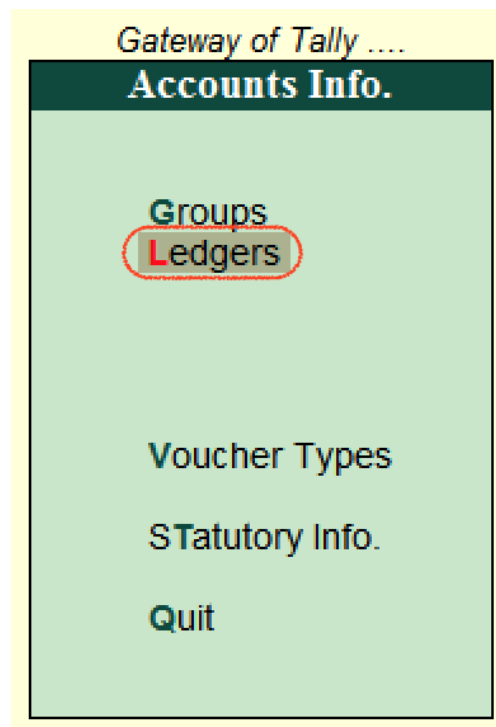 Gateway of Tally ....
Accounts Info.
Groups
Ledgers
Voucher Types
STatutory Info.
Quit